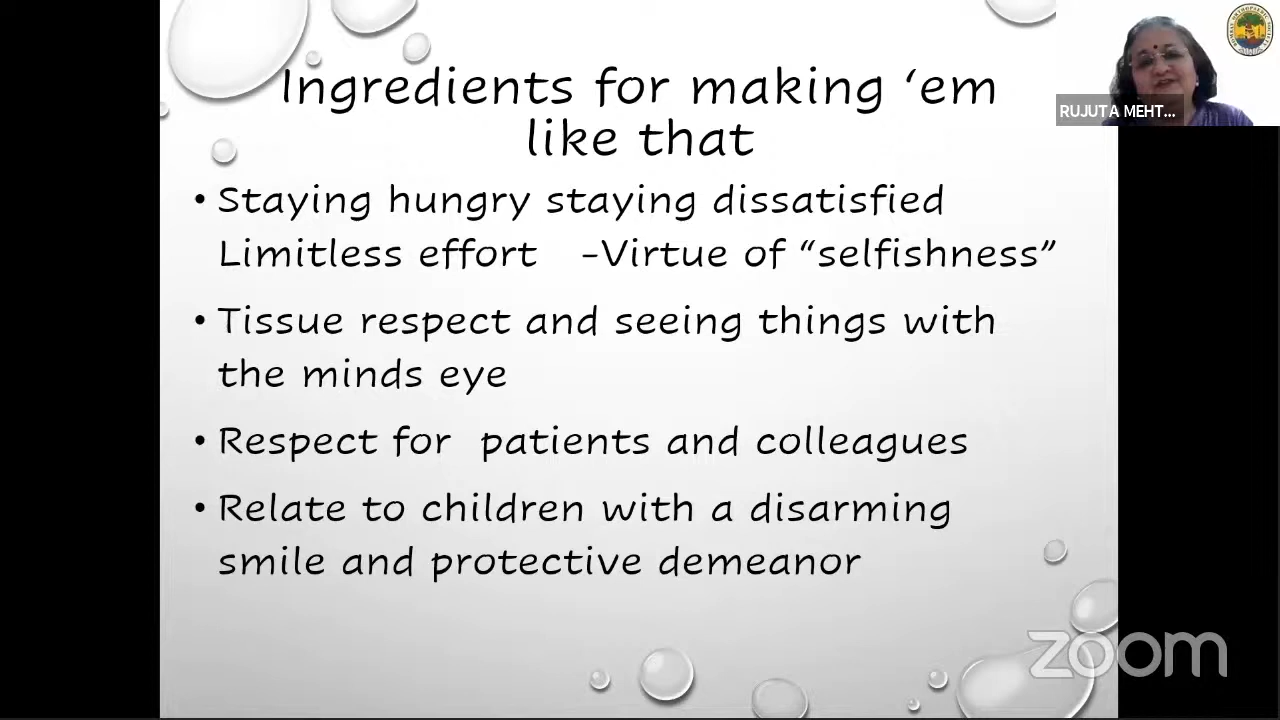 Ingredients for making ‘em
like that
• Staying hungry staying dissatisfied
Limitless effort -Virtue of “selfishness”
• Tissue respect and seeing things with
the minds eye
• Respect for patients and colleagues
• Relate to children with a disarming
smile and protective demeanor
RUJUTA MEHT...
zoom